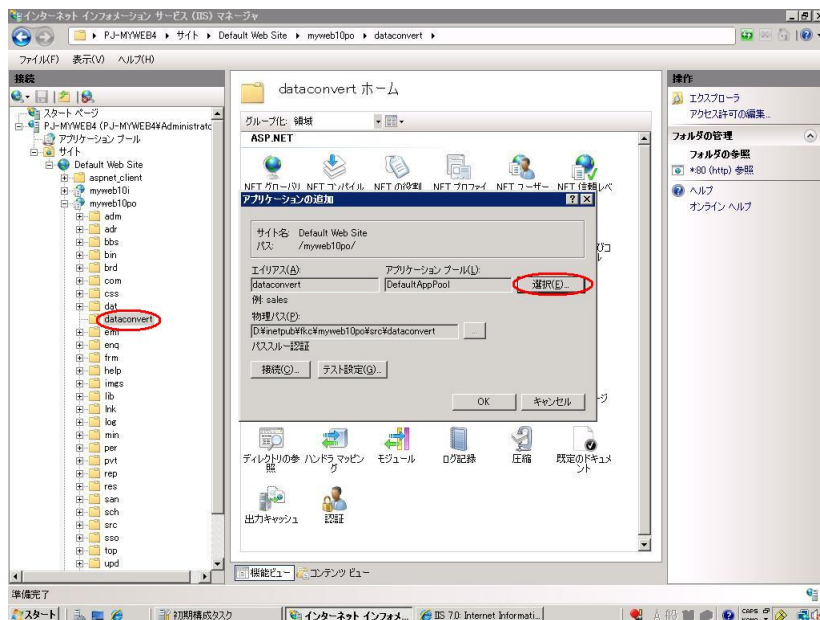 インターネット インフォメーション サービス (IIS) マネージャ
PJ-MYWEB4 ▸ サイト ▸ Default Web Site ▸ myweb10po ▸ dataconvert ▸
ファイル(F) 表示(V) ヘルプ(H)
接続
スタート ページ
PJ-MYWEB4 (PJ-MYWEB4¥Administratc
アプリケーション プール
サイト
Default Web Site
aspnet_client
myweb10i
myweb10po
adm
adr
bbs
bin
brd
com
css
dat
dataconvert
eml
enq
frm
help
imgs
lib
lnk
log
min
per
pvt
rep
res
san
sch
src
sso
top
upd
dataconvert ホーム
グループ化: 領域
ASP.NET
.NET グローバリ .NET コンパイル .NET の役割 .NET プロファイ .NET ユーザー .NET 信頼レベ
アプリケーションの追加
サイト名: Default Web Site
パス: /myweb10po/
エイリアス(A):
アプリケーション プール(L):
dataconvert
DefaultAppPool
選択(E)...
例: sales
物理パス(P):
D:¥inetpub¥fkc¥myweb10po¥src¥dataconvert
...
パススルー認証
接続(C)...
テスト設定(G)...
OK
キャンセル
ディレクトリの参照
ハンドラ マッピング
モジュール
ログ記録
圧縮
既定のドキュメント
出力キャッシュ
認証
機能ビュー
コンテンツ ビュー
操作
エクスプローラ
アクセス許可の編集...
フォルダの管理
フォルダの参照
*:80 (http) 参照
ヘルプ
オンライン ヘルプ
準備完了
スタート
初期構成タスク
インターネット インフォメ...
IIS 7.0: Internet Informati...
CAPS
KANA